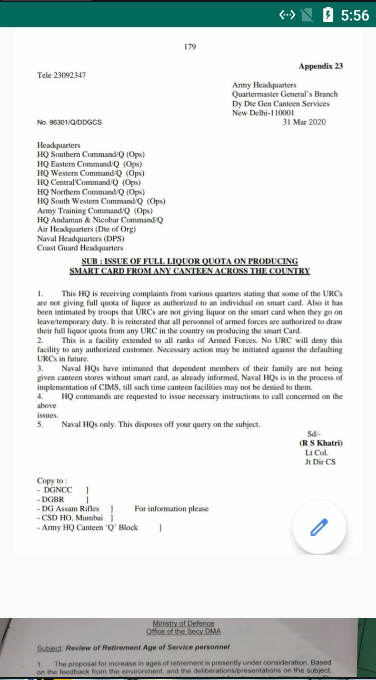 5:56
179
Appendix 23
Tele 23092347
Army Headquarters
Quartermaster General's Branch
Dy Dte Gen Canteen Services
New Delhi-110001
No. 96301/Q/DDGCS
31 Mar 2020
Headquarters
HQ Southern Command/Q (Ops)
HQ Eastern Command/Q (Ops)
HQ Western Command/Q (Ops)
HQ Central'Command/Q (Ops)
HQ Northern Command/Q (Ops)
HQ South Western Command/Q (Ops)
Army Training Command/Q (Ops)
HQ Andaman & Nicobar Command/Q
Air Headquarters (Dte of Org)
Naval Headquarters (DPS)
Coast Guard Headquarters
SUB : ISSUE OF FULL LIQUOR QUOTA ON PRODUCING
SMART CARD FROM ANY CANTEEN ACROSS THE COUNTRY
1. This HQ is receiving complaints from various quarters stating that some of the URCs
are not giving full quota of liquor as authorized to an individual on smart card. Also it has
been intimated by troops that URCs are not giving liquor on the smart card when they go on
leave/temporary duty. It is reiterated that all personnel of armed forces are authorized to draw
their full liquor quota from any URC in the country on producing the smart Card.
2. This is a facility extended to all ranks of Armed Forces. No URC will deny this
facility to any authorized customer. Necessary action may be initiated against the defaulting
URCs in future.
3. Naval HQs have intimated that dependent members of their family are not being
given canteen stores without smart card, as already informed, Naval HQs is in the process of
implementation of CIMS, till such time canteen facilities may not be denied to them.
4. HQ commands are requested to issue necessary instructions to call concerned on the
above
issues.
5. Naval HQs only. This disposes off your query on the subject.
Sd/-
(R S Khatri)
Lt Col.
Jt Dir CS
Copy to :
- DGNCC ]
- DGBR ]
- DG Assam Rifles ] For information please
- CSD HO, Mumbai ]
- Army HQ Canteen 'Q' Block ]
Ministry of Defence
Office of the Secy DMA
Subject: Review of Retirement Age of Service personnel
1. The proposal for increase in ages of retirement is presently under consideration. Based
on the feedback from the environment, and the deliberations/presentations on the subject,